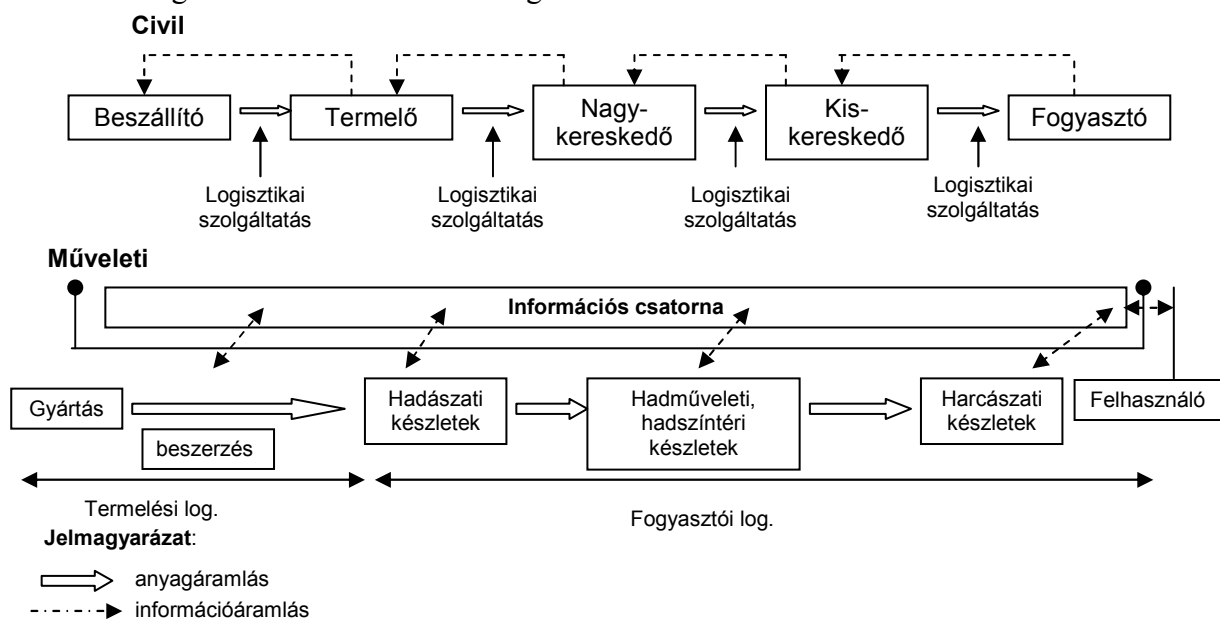 Civil
Beszállító
Termelő
Nagy-
kereskedő
Kis-
kereskedő
Fogyasztó
Logisztikai
szolgáltatás
Logisztikai
szolgáltatás
Logisztikai
szolgáltatás
Logisztikai
szolgáltatás
Műveleti
Információs csatorna
Gyártás
beszerzés
Hadászati
készletek
Hadműveleti,
hadszíntéri
készletek
Harcászati
készletek
Felhasználó
Termelési log.
Fogyasztói log.
Jelmagyarázat:
anyagáramlás
információáramlás